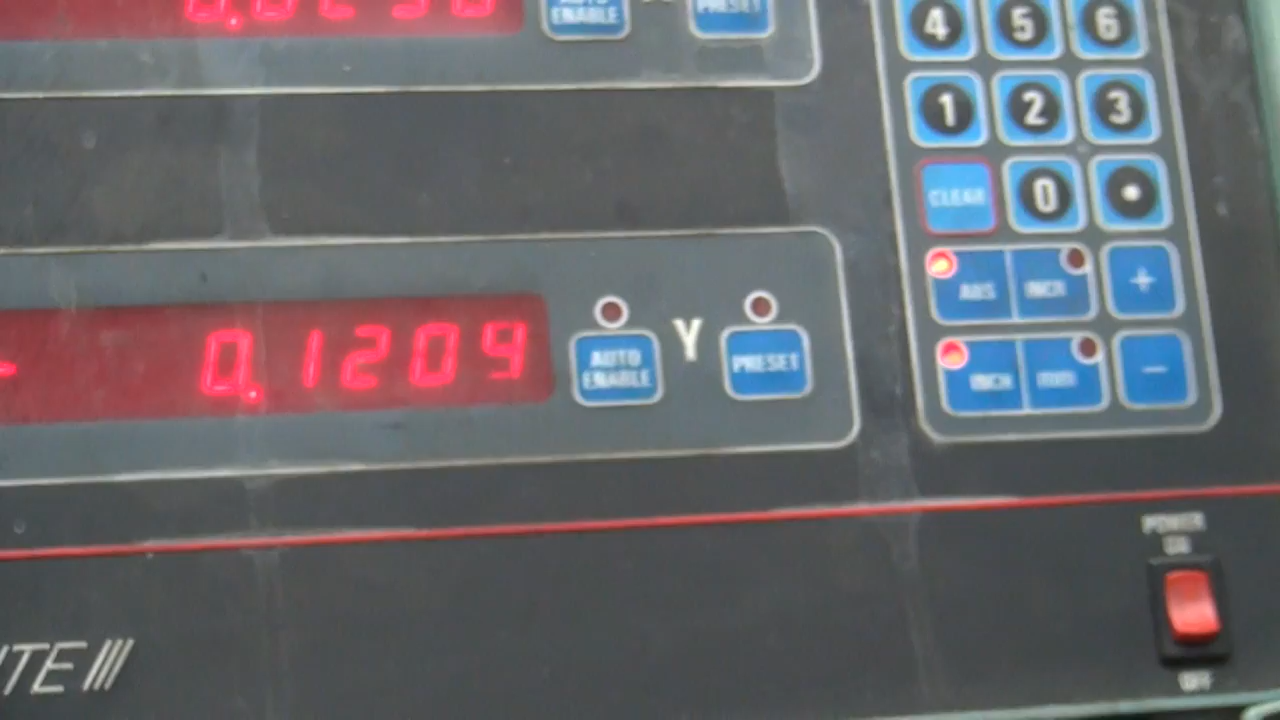 AUTO
ENABLE
PRESET
4 5 6
1 2 3
CLEAR 0 •
ABS INCR +
- 0.1209
AUTO
ENABLE
Y
PRESET
INCH MM -
POWER
ON
OFF
ITE III